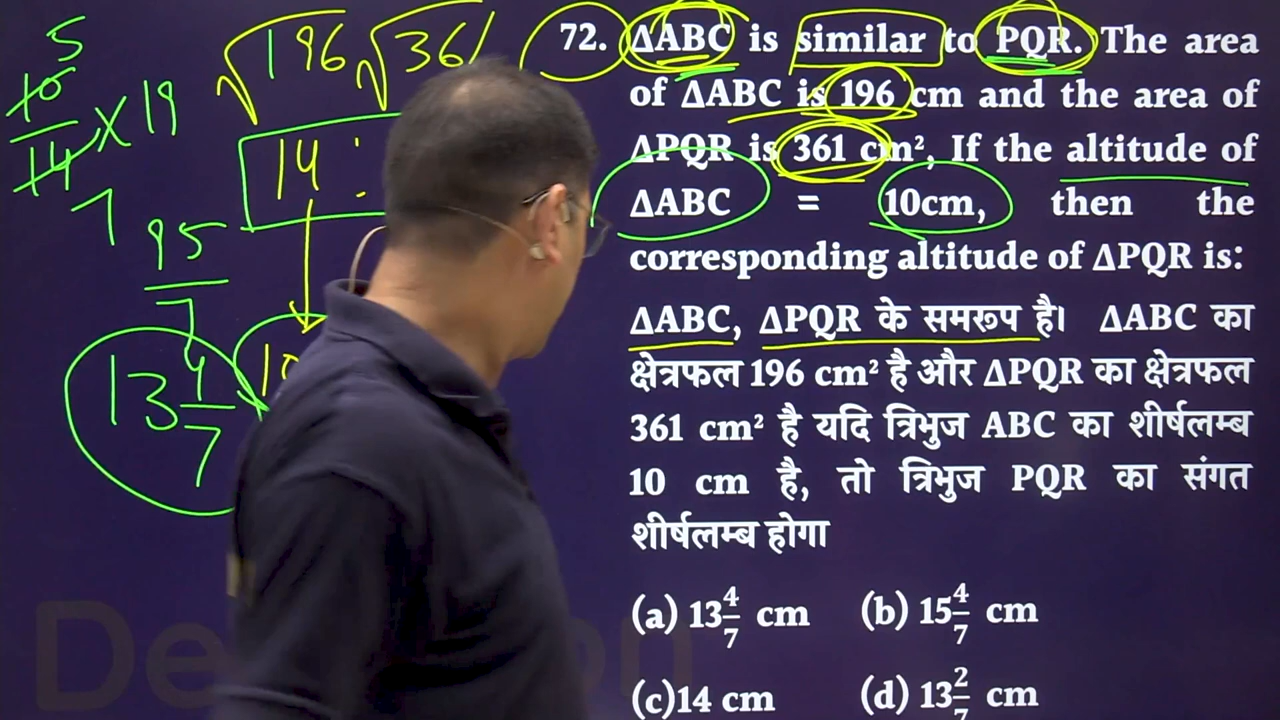 5
10
14
× 19
7
95
7
13 4/7
√196 √361
14 :
10
72. ΔABC is similar to PQR. The area
of ΔABC is 196 cm and the area of
ΔPQR is 361 cm², If the altitude of
ΔABC = 10cm, then the
corresponding altitude of ΔPQR is:
ΔABC, ΔPQR के समरूप है। ΔABC का
क्षेत्रफल 196 cm² है और ΔPQR का क्षेत्रफल
361 cm² है यदि त्रिभुज ABC का शीर्षलम्ब
10 cm है, तो त्रिभुज PQR का संगत
शीर्षलम्ब होगा
(a) 13 4/7 cm (b) 15 4/7 cm
(c)14 cm (d) 13 2/7 cm